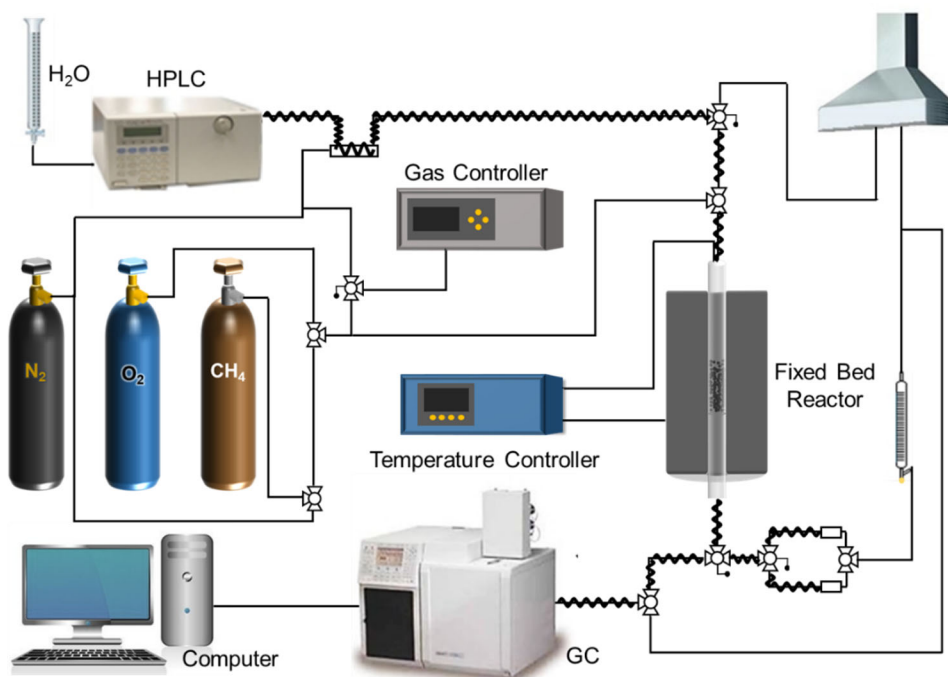 H₂O
HPLC
Gas Controller
N₂
O₂
CH₄
Fixed Bed
Reactor
Temperature Controller
GC
Computer